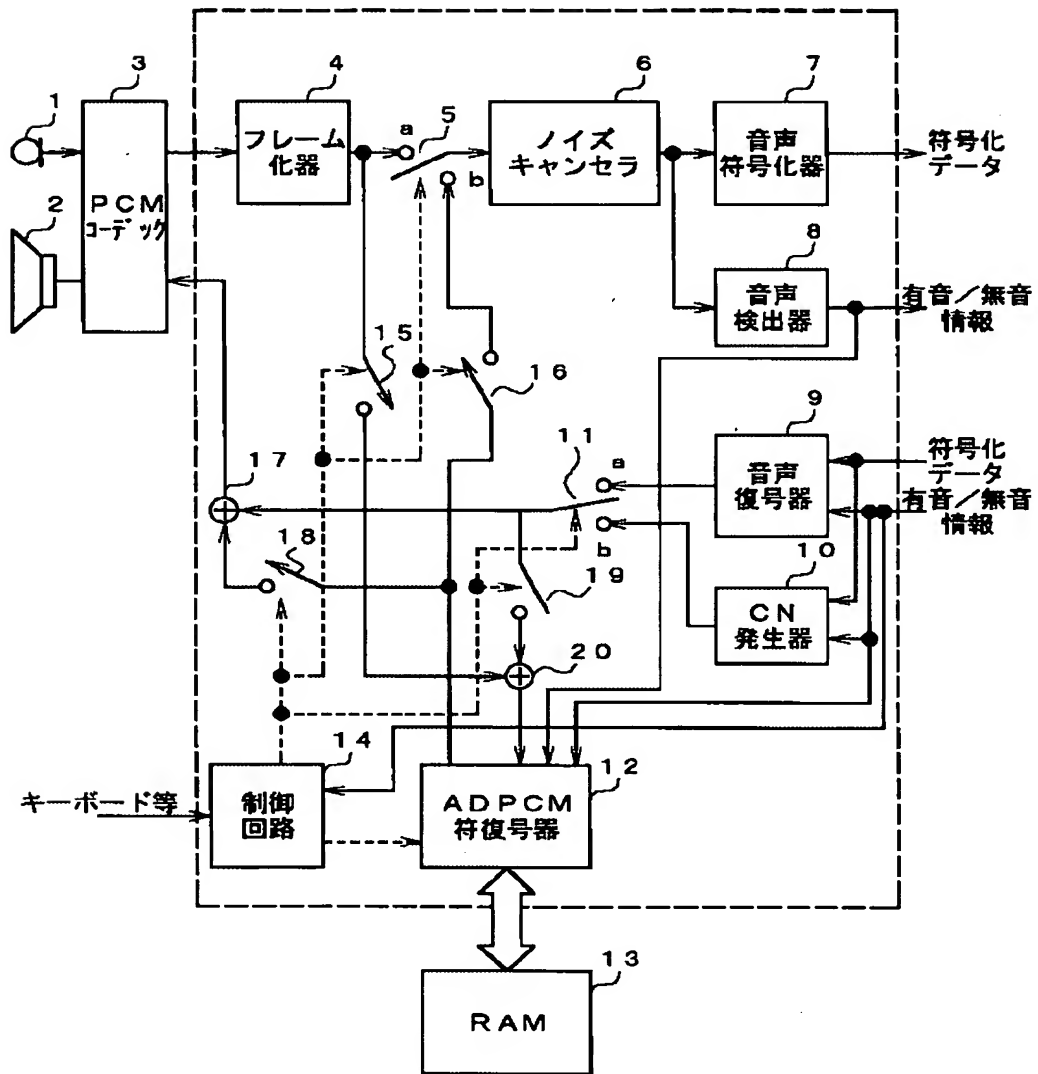 1
2
3
PCM
コーデック
4
フレーム
化器
a
5
b
6
ノイズ
キャンセラ
7
音声
符号化器
符号化
データ
8
音声
検出器
有音/無音
情報
15
16
9
音声
復号器
符号化
データ
有音/無音
情報
11
a
b
10
CN
発生器
17
18
19
20
14
キーボード等
制御
回路
12
ADPCM
符復号器
13
RAM